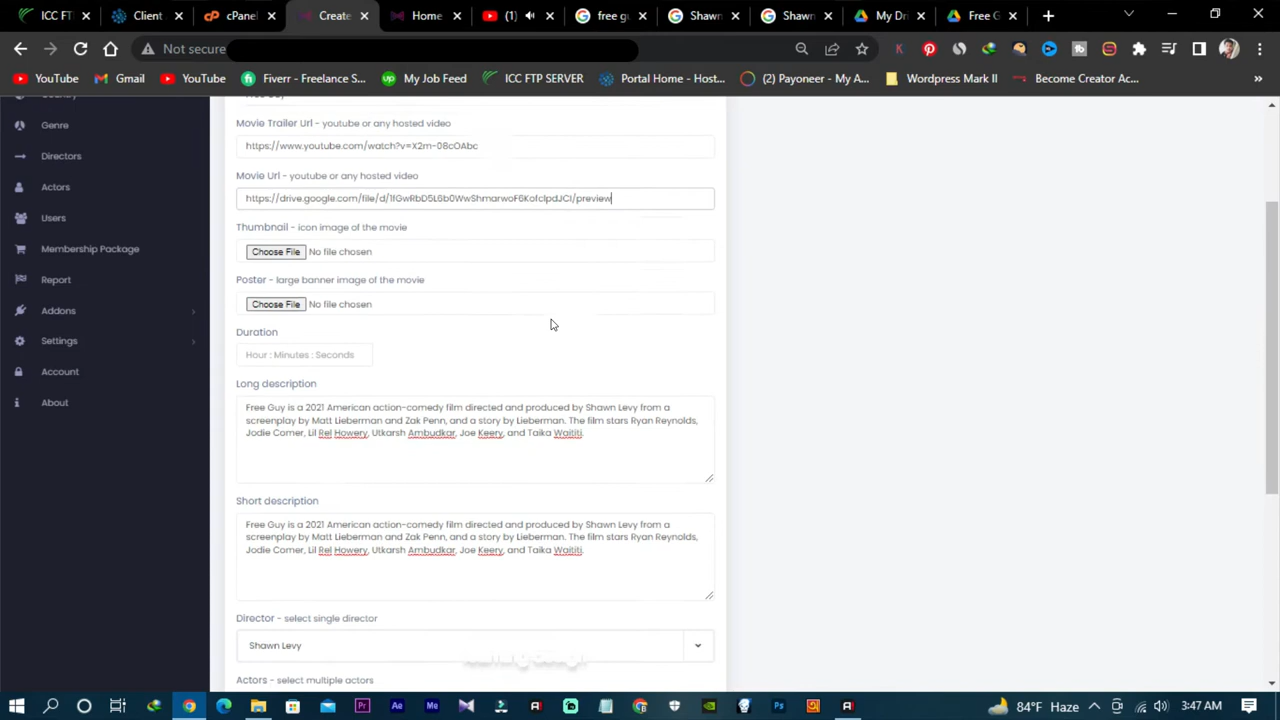 ICC FTP
Client
cPanel
Create
Home
(1)
free gu
Shawn
Shawn
My Dri
Free G
Not secure
YouTube
Gmail
YouTube
Fiverr - Freelance S...
My Job Feed
ICC FTP SERVER
Portal Home - Host...
(2) Payoneer - My A...
Wordpress Mark II
Become Creator Ac...
Genre
Directors
Actors
Users
Membership Package
Report
Addons
Settings
Account
About
Movie Trailer Url - youtube or any hosted video
https://www.youtube.com/watch?v=X2m-08cOAbc
Movie Url - youtube or any hosted video
https://drive.google.com/file/d/1fGwRbD5L6b0WwShmarwoF6KofclpdJCI/preview
Thumbnail - icon image of the movie
Choose File No file chosen
Poster - large banner image of the movie
Choose File No file chosen
Duration
Hour : Minutes : Seconds
Long description
Free Guy is a 2021 American action-comedy film directed and produced by Shawn Levy from a
screenplay by Matt Lieberman and Zak Penn, and a story by Lieberman. The film stars Ryan Reynolds,
Jodie Comer, Lil Rel Howery, Utkarsh Ambudkar, Joe Keery, and Taika Waititi.
Short description
Free Guy is a 2021 American action-comedy film directed and produced by Shawn Levy from a
screenplay by Matt Lieberman and Zak Penn, and a story by Lieberman. The film stars Ryan Reynolds,
Jodie Comer, Lil Rel Howery, Utkarsh Ambudkar, Joe Keery, and Taika Waititi.
Director - select single director
Shawn Levy
Actors - select multiple actors
84°F Haze
3:47 AM